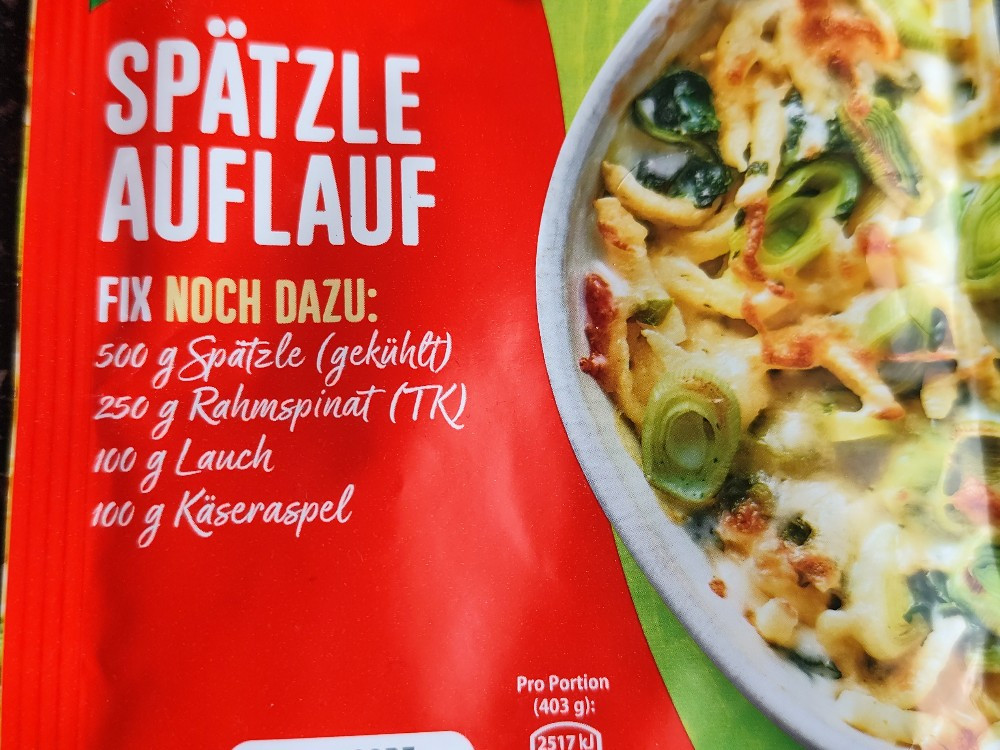 SPÄTZLE
AUFLAUF
FIX NOCH DAZU:
500 g Spätzle (gekühlt)
250 g Rahmspinat (TK)
100 g Lauch
100 g Käseraspel
Pro Portion
(403 g):
2517 kJ